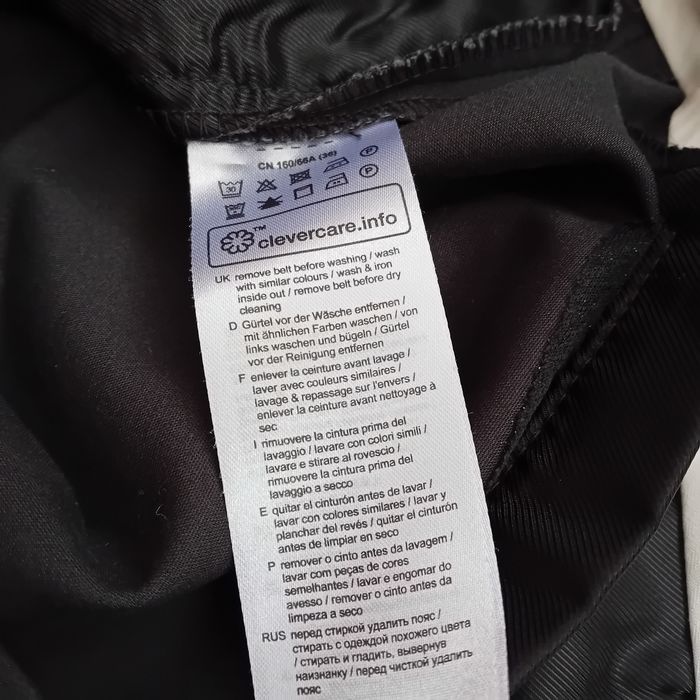 CN 160/66A (36)
30 P
P
™clevercare.info
UK remove belt before washing / wash
with similar colours / wash & iron
inside out / remove belt before dry
cleaning
D Gürtel vor der Wäsche entfernen /
mit ähnlichen Farben waschen / von
links waschen und bügeln / Gürtel
vor der Reinigung entfernen
F enlever la ceinture avant lavage /
laver avec couleurs similaires /
lavage & repassage sur l'envers /
enlever la ceinture avant nettoyage à
sec
I rimuovere la cintura prima del
lavaggio / lavare con colori simili /
lavare e stirare al rovescio /
rimuovere la cintura prima del
lavaggio a secco
E quitar el cinturón antes de lavar /
lavar con colores similares / lavar y
planchar del revés / quitar el cinturón
antes de limpiar en seco
P remover o cinto antes da lavagem /
lavar com peças de cores
semelhantes / lavar e engomar do
avesso / remover o cinto antes da
limpeza a seco
RUS перед стиркой удалить пояс /
стирать с одеждой похожего цвета
/ стирать и гладить, вывернув
наизнанку / перед чисткой удалить
пояс